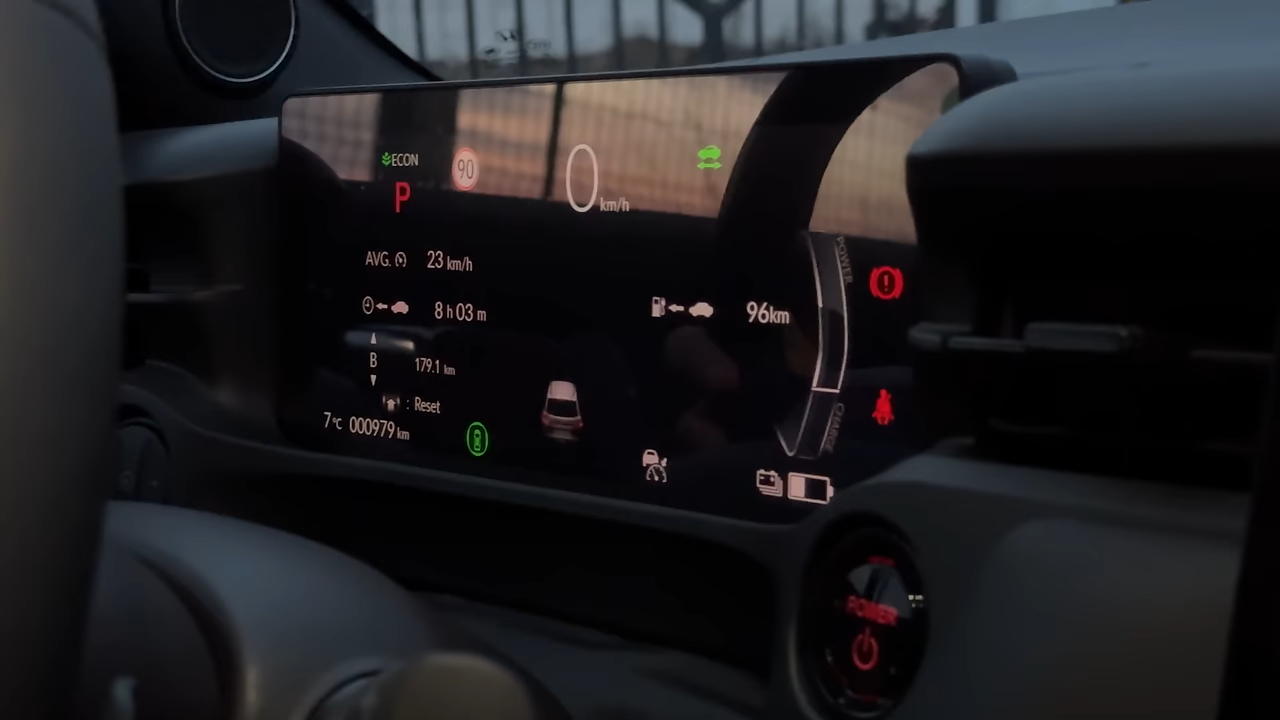 ECON
90
P
0 km/h
AVG. 23 km/h
8 h 03 m
96km
B 179.1 km
: Reset
7°C 000979 km
POWER
CHARGE
POWER